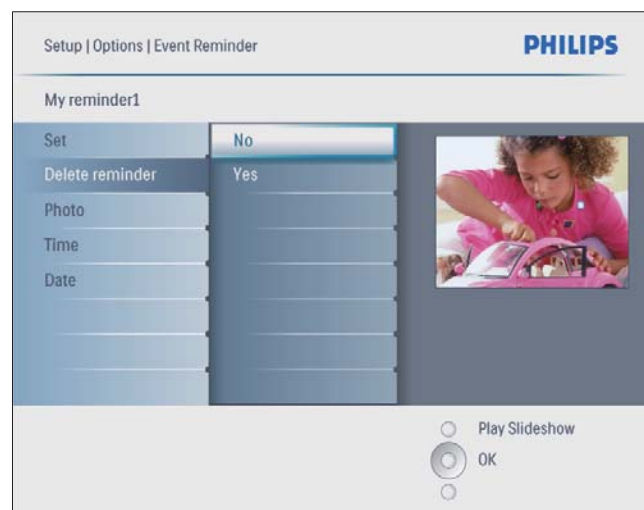 Setup | Options | Event Reminder
PHILIPS
My reminder1
Set
No
Delete reminder
Yes
Photo
Time
Date
Play Slideshow
OK